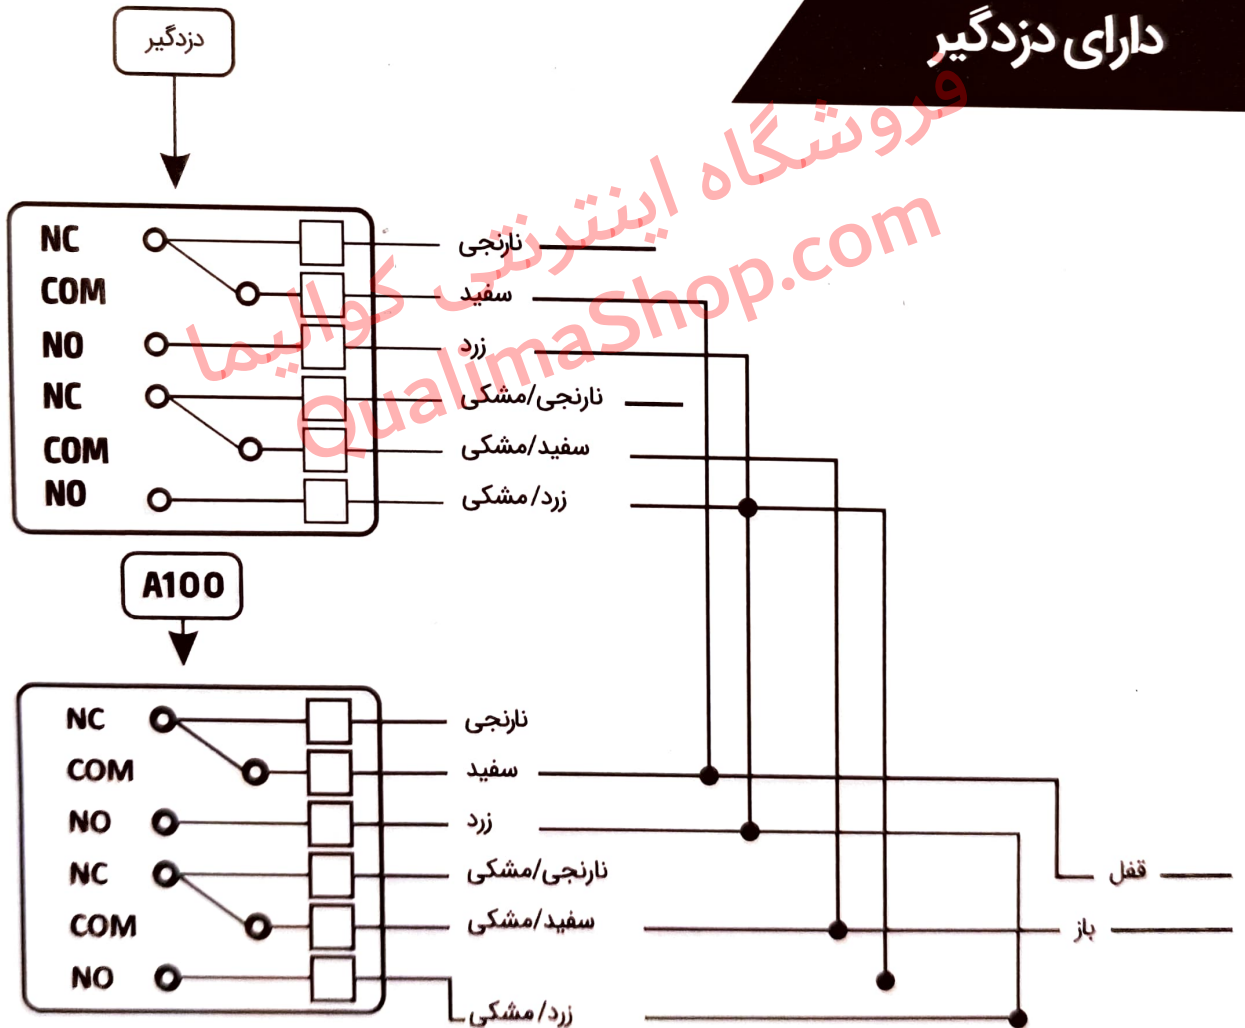 دارای دزدگیر
دزدگیر
NC نارنجی
COM سفید
NO زرد
NC نارنجی/مشکی
COM سفید/مشکی
NO زرد/مشکی
فروشگاه اینترنتی کوالیما
QualimaShop.com
A100
NC نارنجی
COM سفید
NO زرد
NC نارنجی/مشکی
قفل
COM سفید/مشکی
باز
NO زرد/مشکی